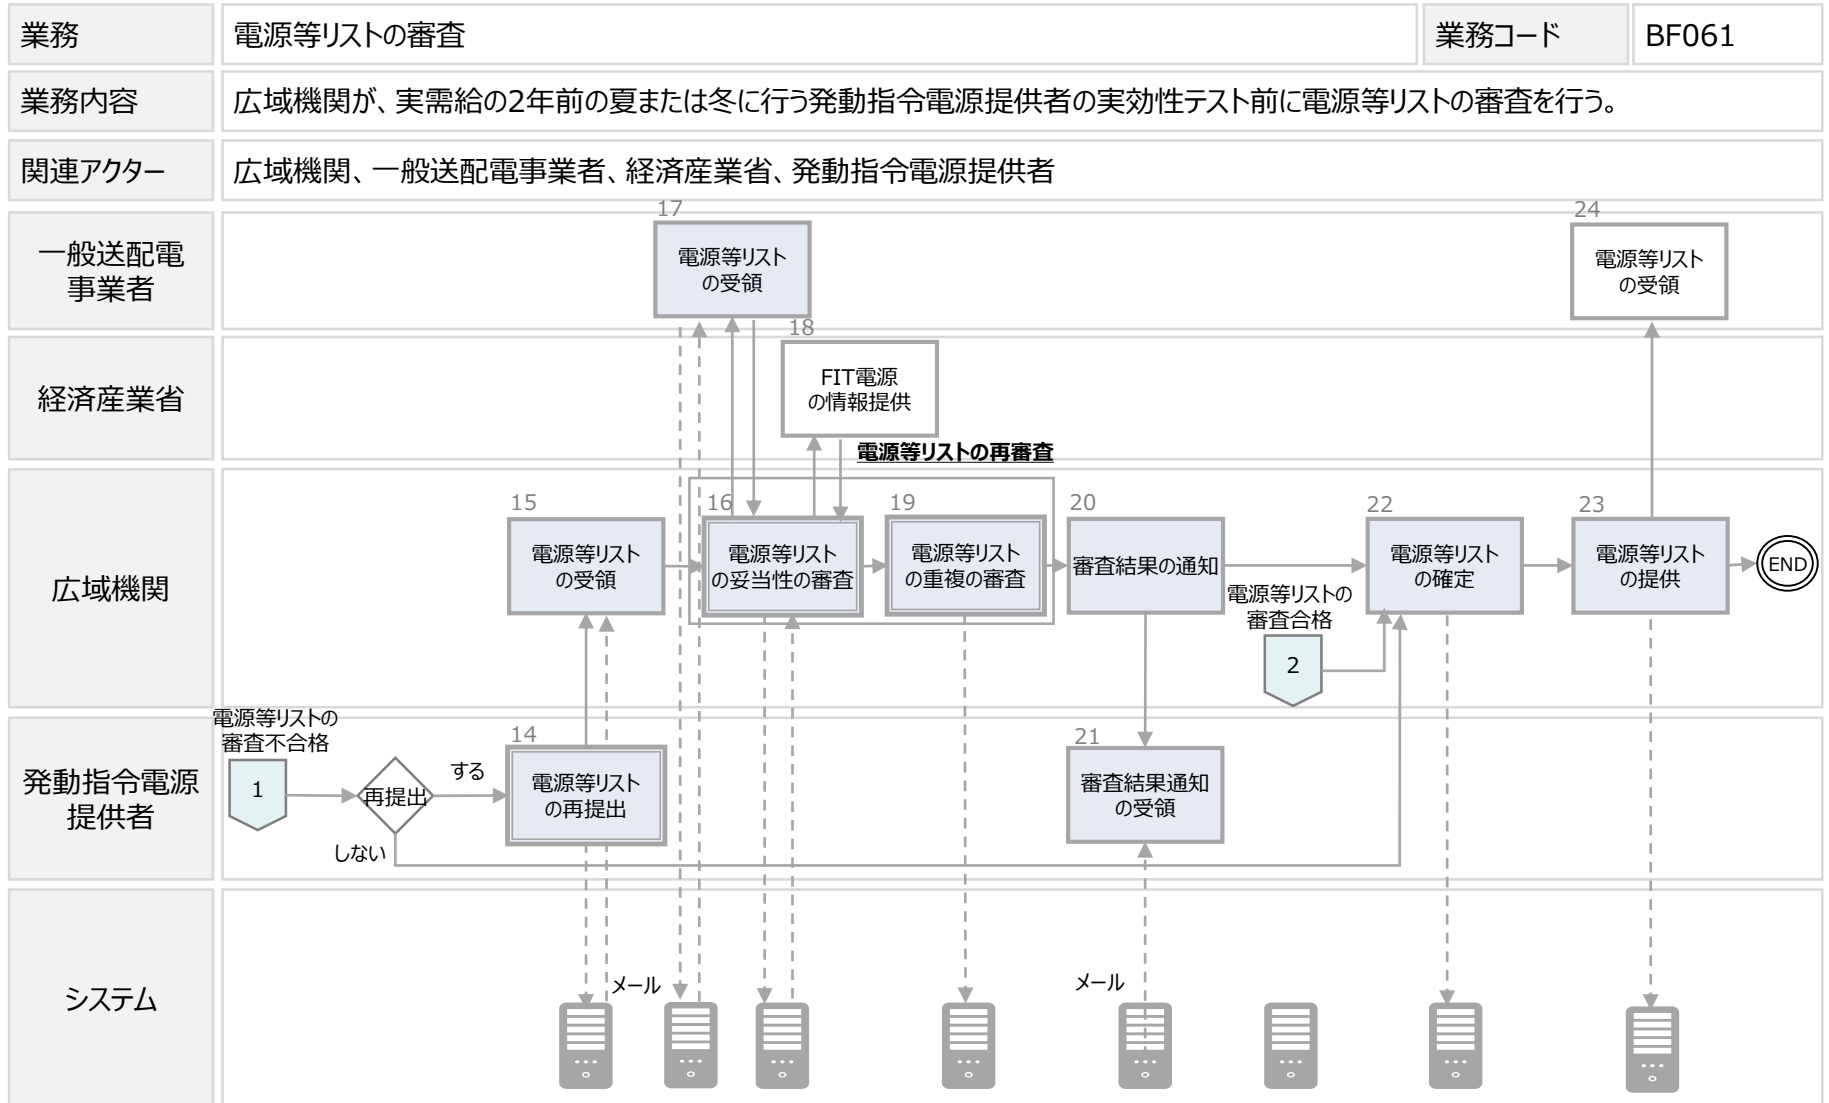 業務
電源等リストの審査
業務コード
BF061
業務内容
広域機関が、実需給の2年前の夏または冬に行う発動指令電源提供者の実効性テスト前に電源等リストの審査を行う。
関連アクター
広域機関、一般送配電事業者、経済産業省、発動指令電源提供者
一般送配電
事業者
17
電源等リスト
の受領
24
電源等リスト
の受領
経済産業省
18
FIT電源
の情報提供
電源等リストの再審査
広域機関
15
電源等リスト
の受領
16
電源等リスト
の妥当性の審査
19
電源等リスト
の重複の審査
20
審査結果の通知
電源等リストの
審査合格
2
22
電源等リスト
の確定
23
電源等リスト
の提供
END
発動指令電源
提供者
電源等リストの
審査不合格
1
再提出
する
しない
14
電源等リスト
の再提出
21
審査結果通知
の受領
システム
メール
メール